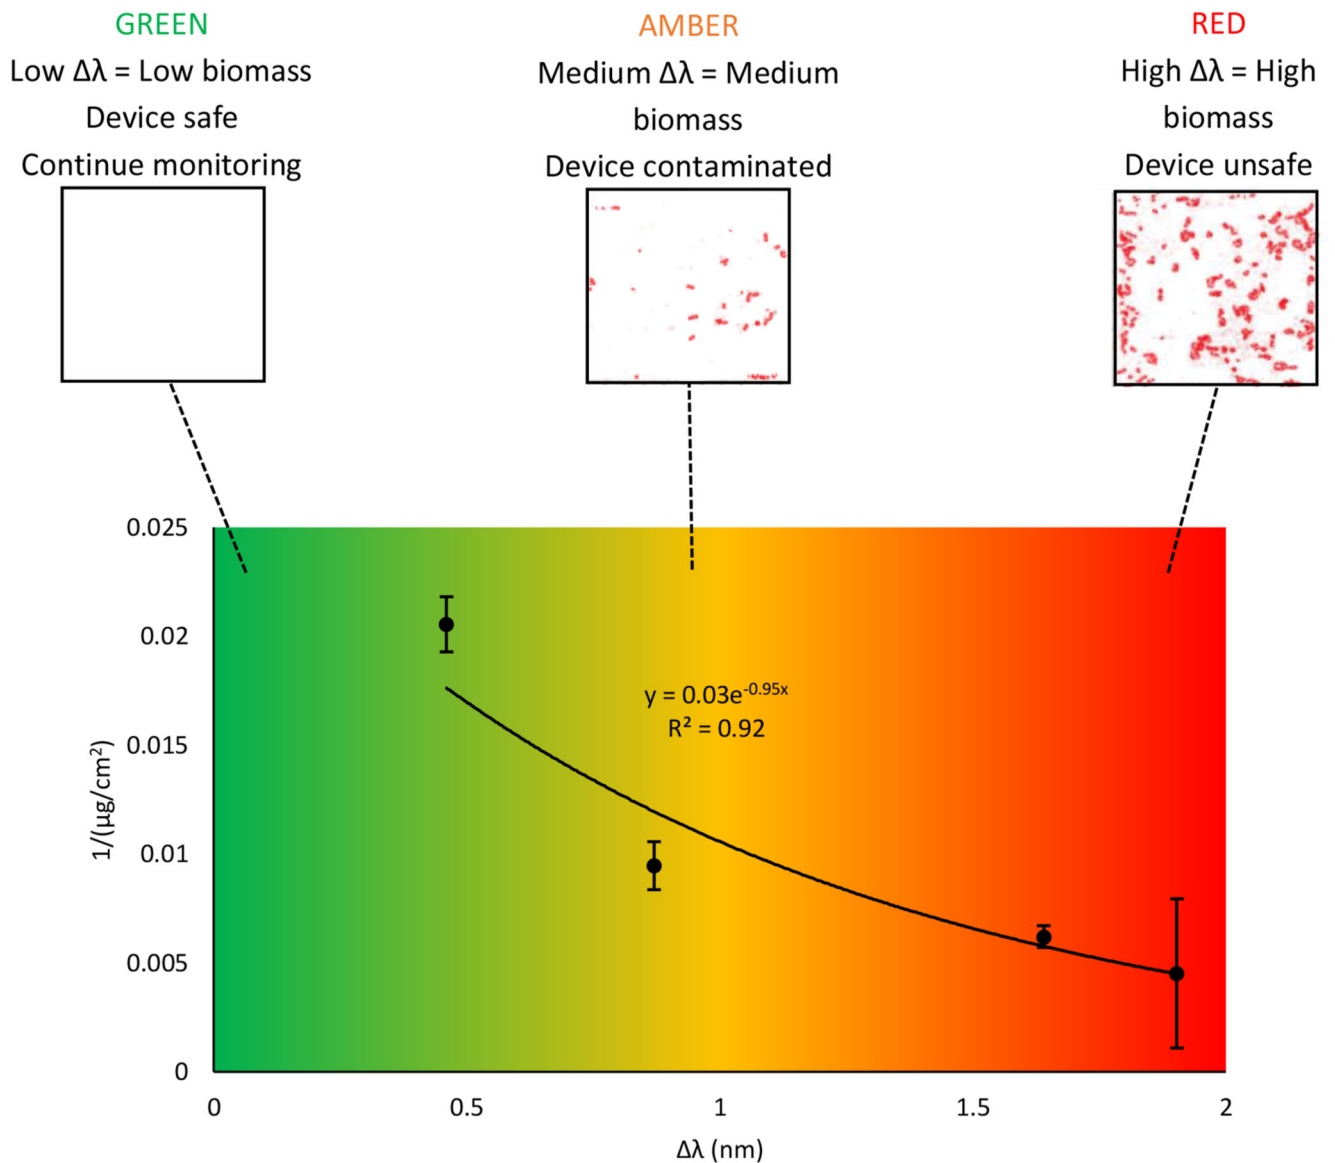 GREEN
Low Δλ = Low biomass
Device safe
Continue monitoring
AMBER
Medium Δλ = Medium
biomass
Device contaminated
RED
High Δλ = High
biomass
Device unsafe
0.025
0.02
0.015
0.01
0.005
0
1/(µg/cm²)
y = 0.03e^-0.95x
R² = 0.92
0
0.5
1
1.5
2
Δλ (nm)